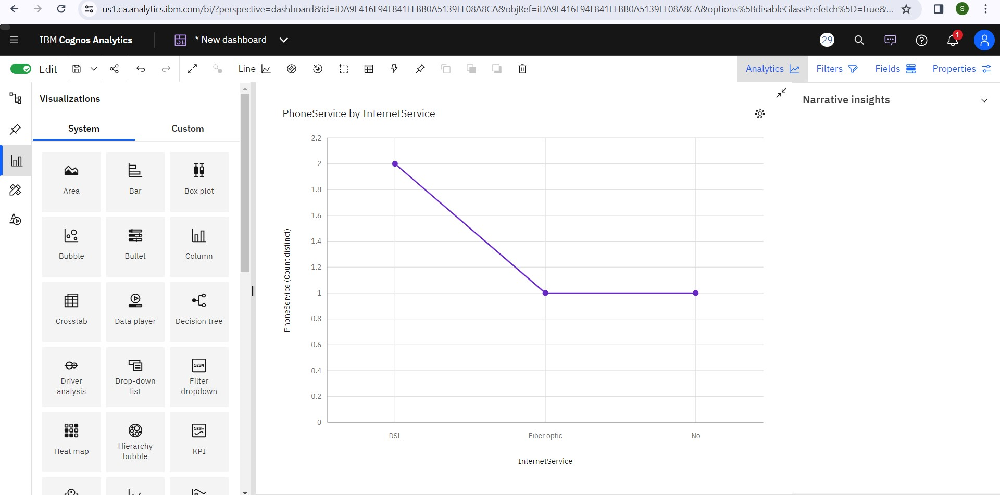 us1.ca.analytics.ibm.com/bi/?perspective=dashboard&id=iDA9F416F94F841EFBB0A5139EF08A8CA&objRef=iDA9F416F94F841EFBB0A5139EF08A8CA&options%5BdisableGlassPrefetch%5D=true&...
S
IBM Cognos Analytics
* New dashboard
29
1
Edit
Line
Analytics
Filters
Fields
Properties
Visualizations
System
Custom
Area
Bar
Box plot
Bubble
Bullet
Column
Crosstab
Data player
Decision tree
Driver
analysis
Drop-down
list
1234
Filter
dropdown
Heat map
Hierarchy
bubble
123
KPI
PhoneService by InternetService
2.2
2
1.8
1.6
1.4
1.2
1
0.8
0.6
0.4
0.2
0
PhoneService (Count distinct)
DSL
Fiber optic
No
InternetService
Narrative insights